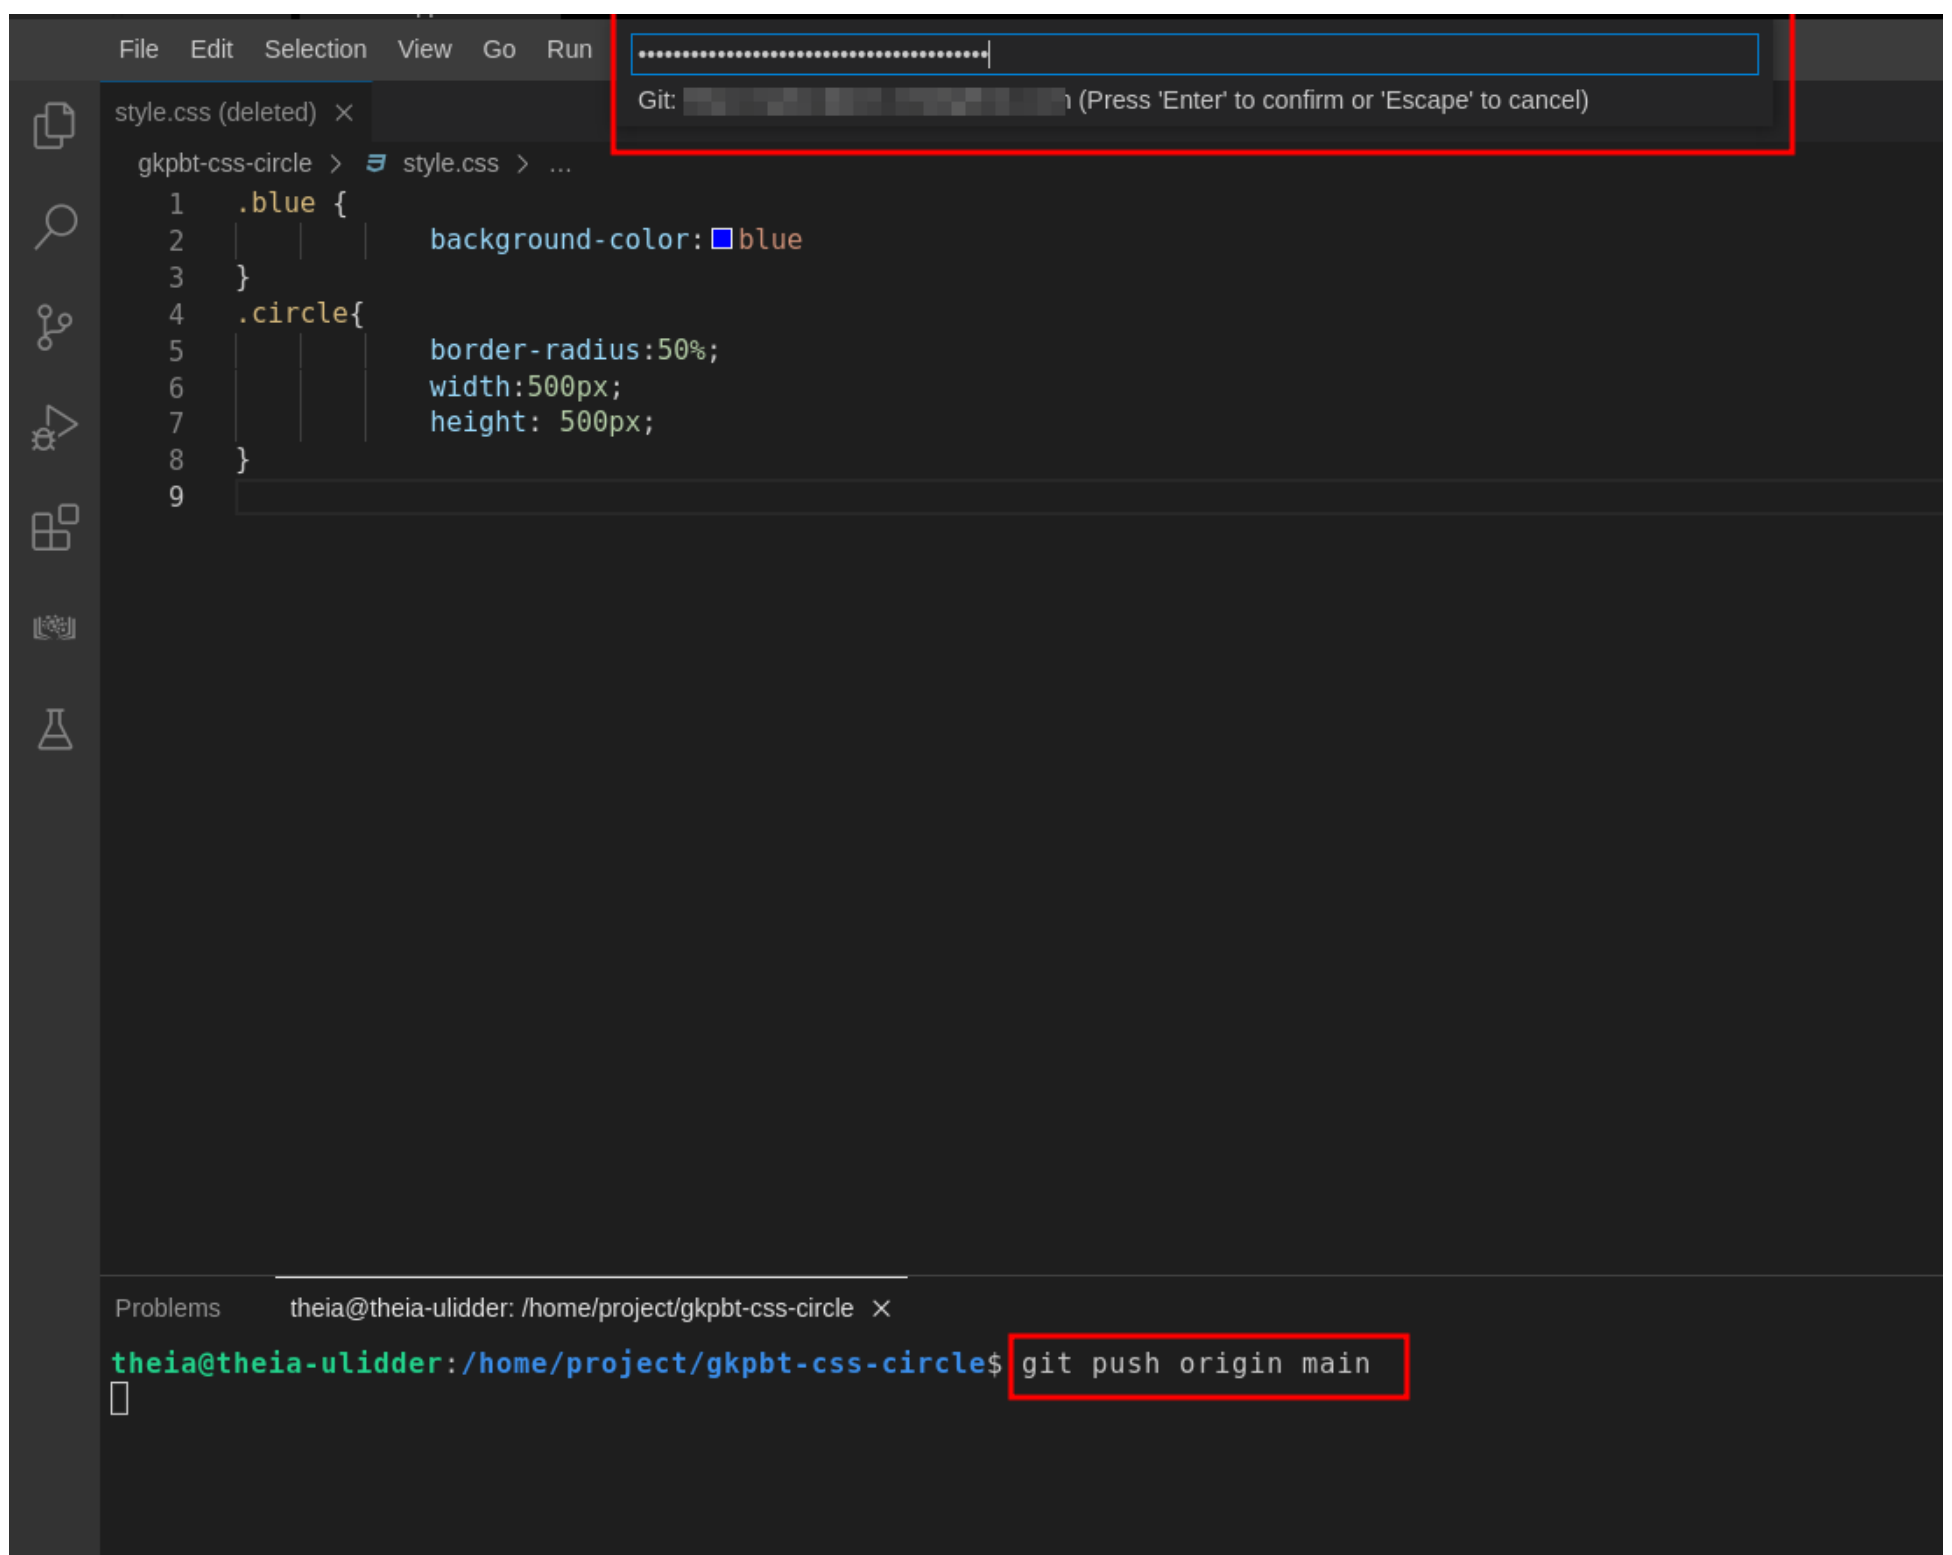 File Edit Selection View Go Run
••••••••••••••••••••••••••••••••••••••••
Git: (Press 'Enter' to confirm or 'Escape' to cancel)
style.css (deleted) ×
gkpbt-css-circle > style.css > ...
1 .blue {
2 background-color: blue
3 }
4 .circle{
5 border-radius:50%;
6 width:500px;
7 height: 500px;
8 }
9
Problems theia@theia-ulidder: /home/project/gkpbt-css-circle ×
theia@theia-ulidder:/home/project/gkpbt-css-circle$ git push origin main